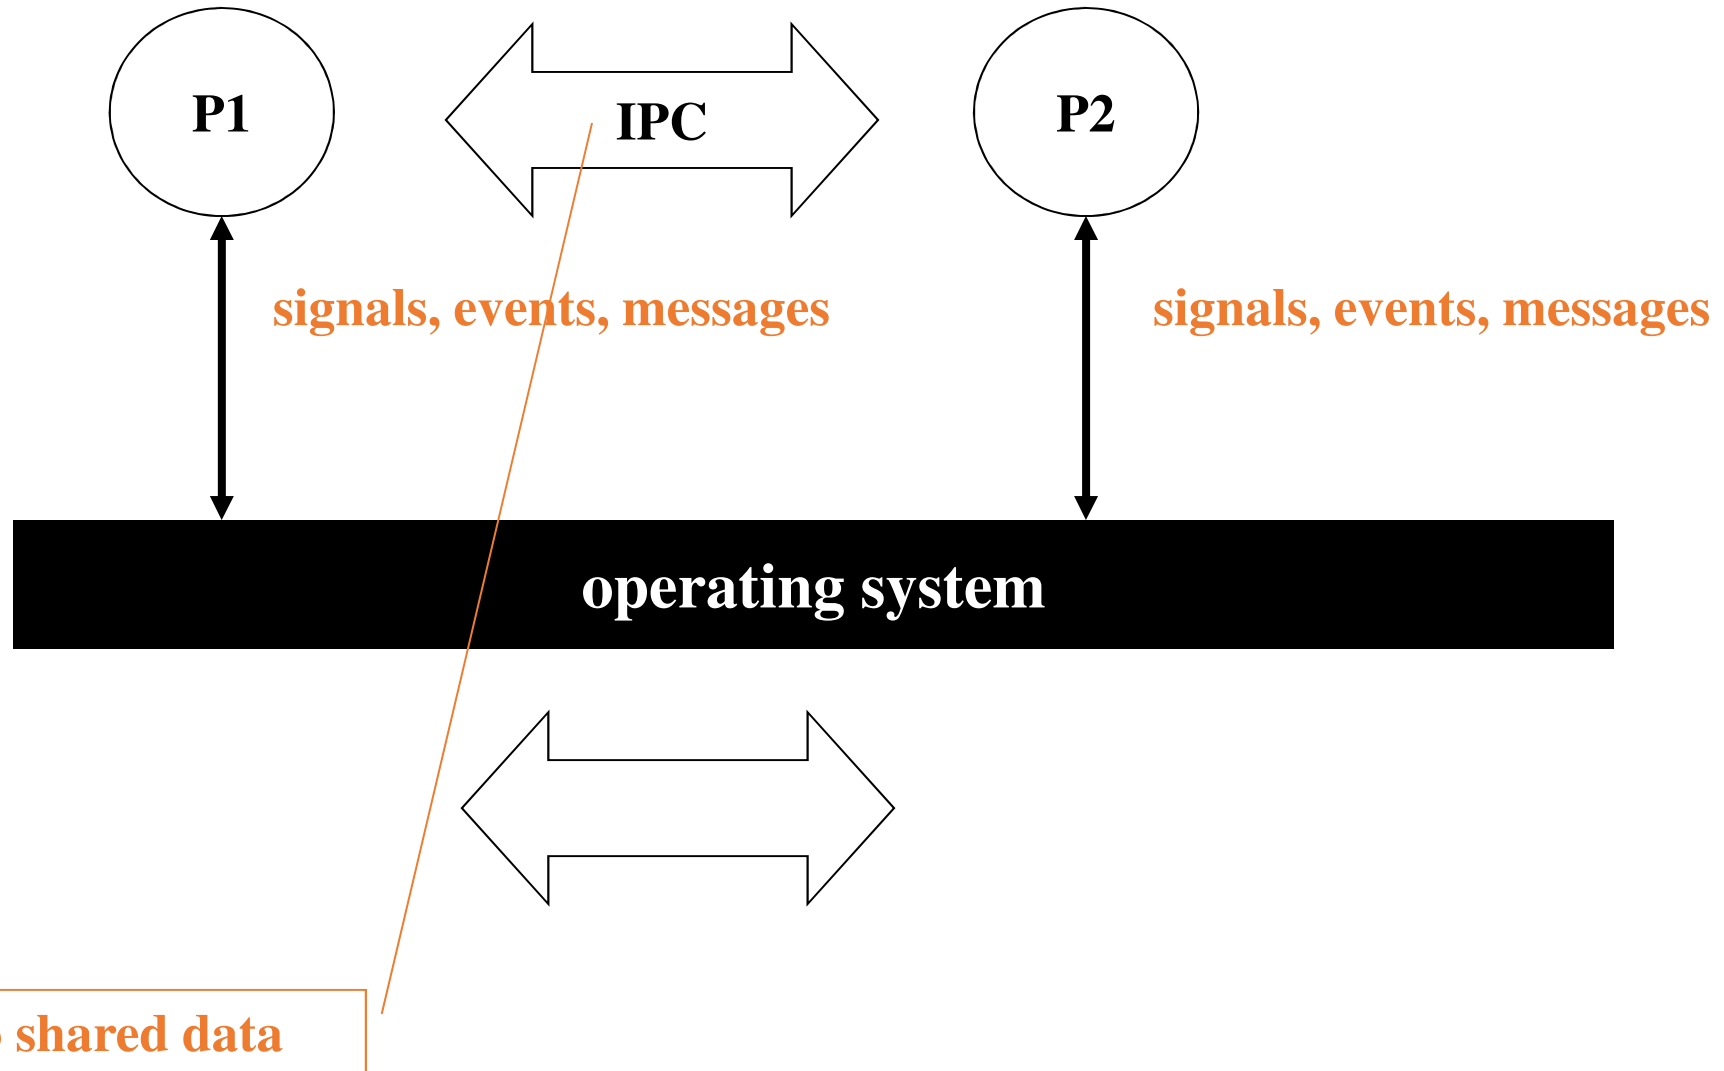 P1
IPC
P2
signals, events, messages
signals, events, messages
operating system
shared data